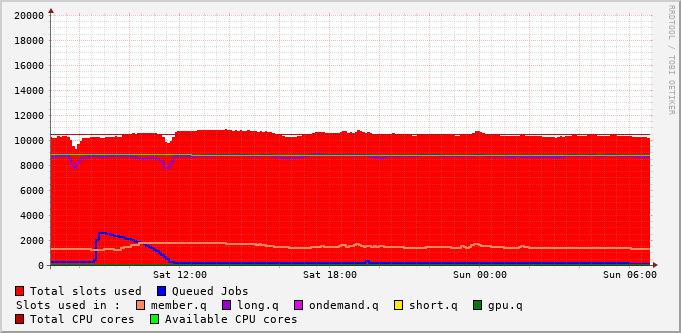 20000
18000
16000
14000
12000
10000
8000
6000
4000
2000
0
Sat 12:00 Sat 18:00 Sun 00:00 Sun 06:00
RRDTOOL / TOBI OETIKER
Total slots used Queued Jobs
Slots used in : member.q long.q ondemand.q short.q gpu.q
Total CPU cores Available CPU cores